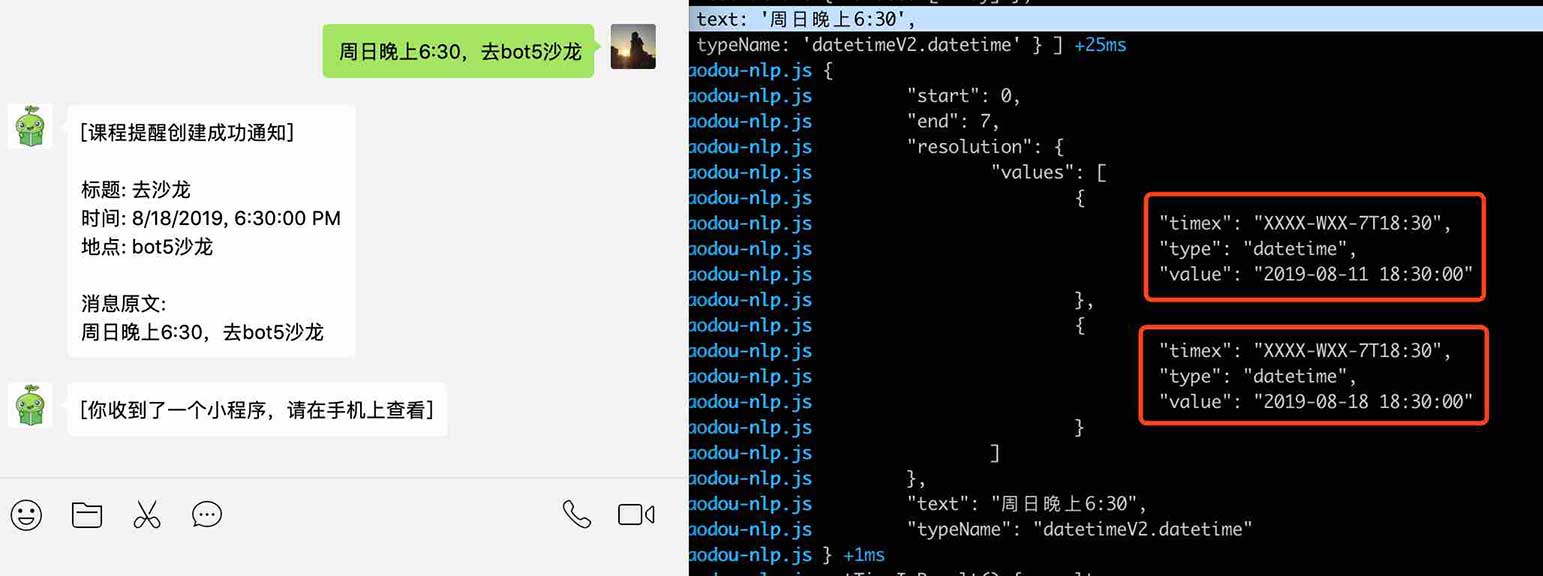 周日晚上6:30，去bot5沙龙
[课程提醒创建成功通知]
标题: 去沙龙
时间: 8/18/2019, 6:30:00 PM
地点: bot5沙龙
消息原文:
周日晚上6:30，去bot5沙龙
[你收到了一个小程序，请在手机上查看]
text: '周日晚上6:30',
typeName: 'datetimeV2.datetime' } ] +25ms
aodou-nlp.js {
aodou-nlp.js "start": 0,
aodou-nlp.js "end": 7,
aodou-nlp.js "resolution": {
aodou-nlp.js "values": [
aodou-nlp.js {
aodou-nlp.js "timex": "XXXX-WXX-7T18:30",
aodou-nlp.js "type": "datetime",
aodou-nlp.js "value": "2019-08-11 18:30:00"
aodou-nlp.js },
aodou-nlp.js {
aodou-nlp.js "timex": "XXXX-WXX-7T18:30",
aodou-nlp.js "type": "datetime",
aodou-nlp.js "value": "2019-08-18 18:30:00"
aodou-nlp.js }
aodou-nlp.js ]
aodou-nlp.js },
aodou-nlp.js "text": "周日晚上6:30",
aodou-nlp.js "typeName": "datetimeV2.datetime"
aodou-nlp.js } +1ms